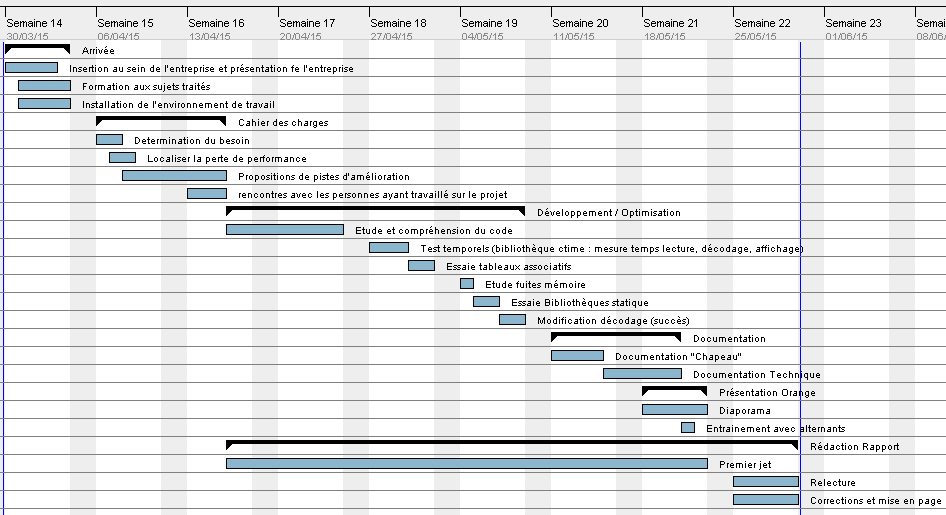 Semaine 14 Semaine 15 Semaine 16 Semaine 17 Semaine 18 Semaine 19 Semaine 20 Semaine 21 Semaine 22 Semaine 23 Semai
30/03/15 06/04/15 13/04/15 20/04/15 27/04/15 04/05/15 11/05/15 18/05/15 25/05/15 01/06/15 08/06/
Arrivée
Insertion au sein de l'entreprise et présentation fe l'entreprise
Formation aux sujets traités
Installation de l'environnement de travail
Cahier des charges
Determination du besoin
Localiser la perte de performance
Propositions de pistes d'amélioration
rencontres avec les personnes ayant travaillé sur le projet
Développement / Optimisation
Etude et compréhension du code
Test temporels (bibliothèque ctime : mesure temps lecture, décodage, affichage)
Essaie tableaux associatifs
Etude fuites mémoire
Essaie Bibliothèques statique
Modification décodage (succès)
Documentation
Documentation "Chapeau"
Documentation Technique
Présentation Orange
Diaporama
Entrainement avec alternants
Rédaction Rapport
Premier jet
Relecture
Corrections et mise en page